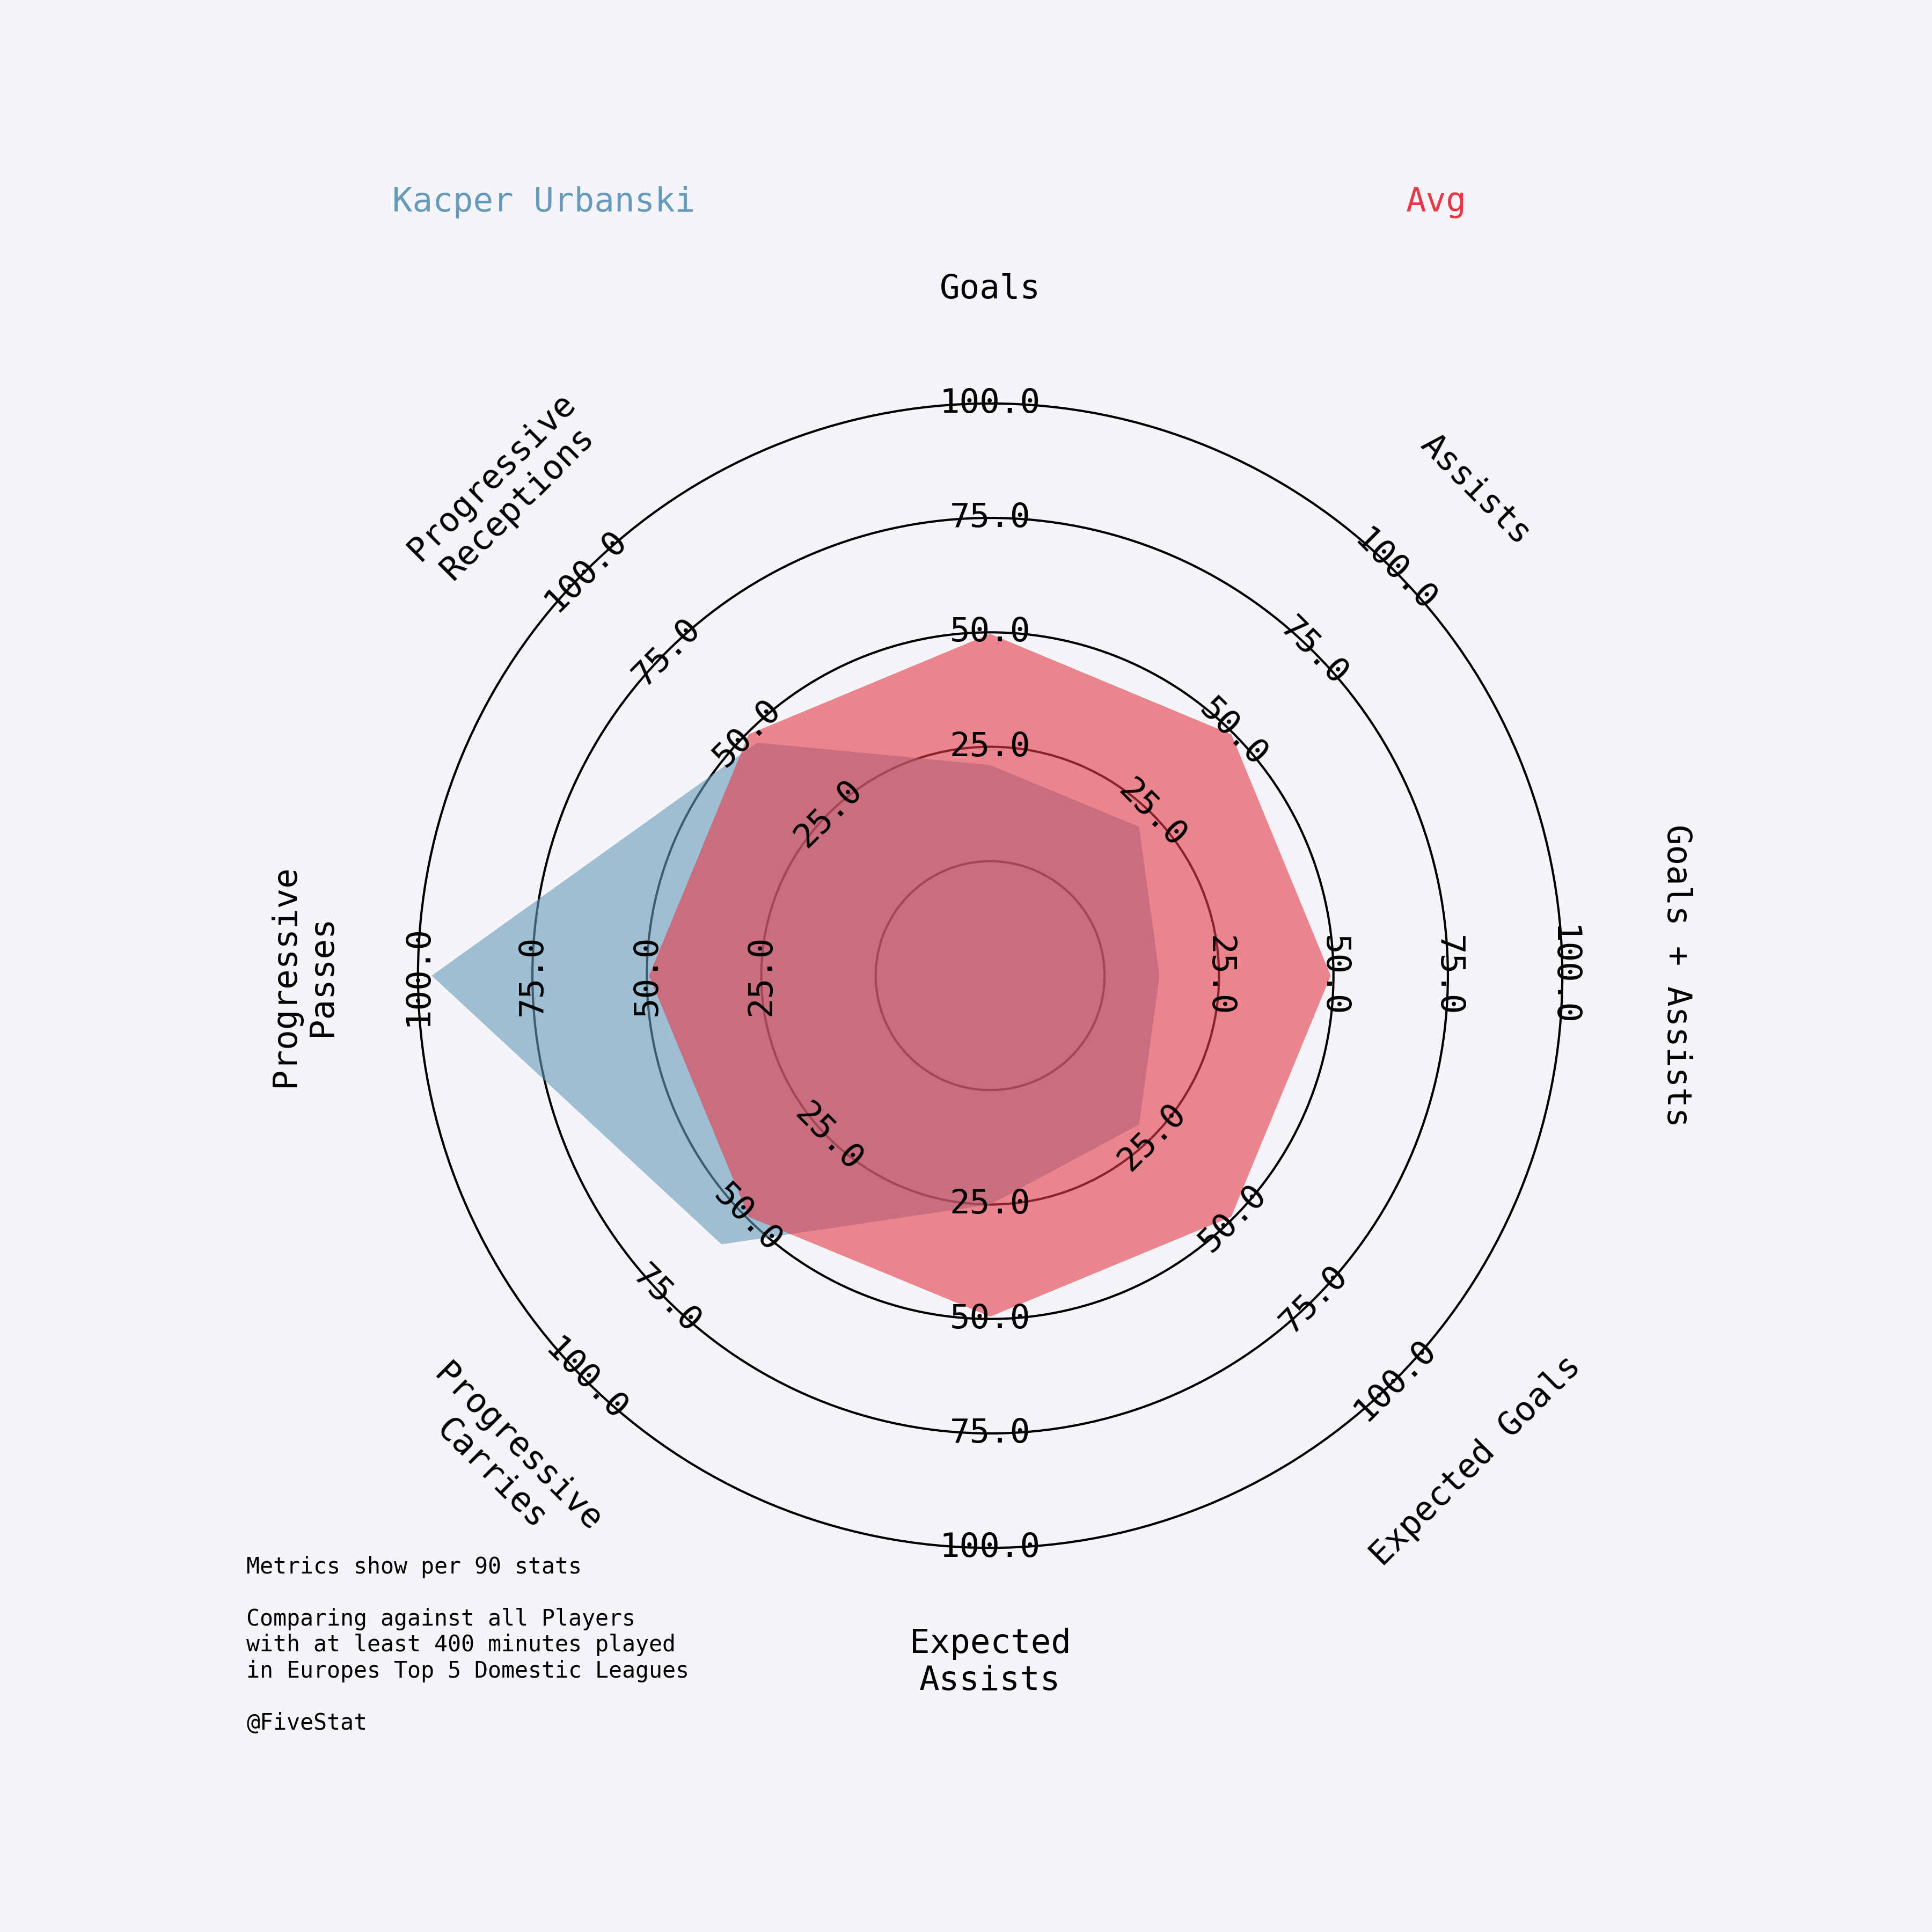 Kacper Urbanski
Avg
Goals
Assists
Goals + Assists
Expected Goals
Expected
Assists
Progressive
Carries
Progressive
Passes
Progressive
Receptions
25.0
50.0
75.0
100.0
25.0
50.0
75.0
100.0
25.0
50.0
75.0
100.0
25.0
50.0
75.0
100.0
25.0
50.0
75.0
100.0
25.0
50.0
75.0
100.0
25.0
50.0
75.0
100.0
25.0
50.0
75.0
100.0
Metrics show per 90 stats
Comparing against all Players
with at least 400 minutes played
in Europes Top 5 Domestic Leagues
@FiveStat